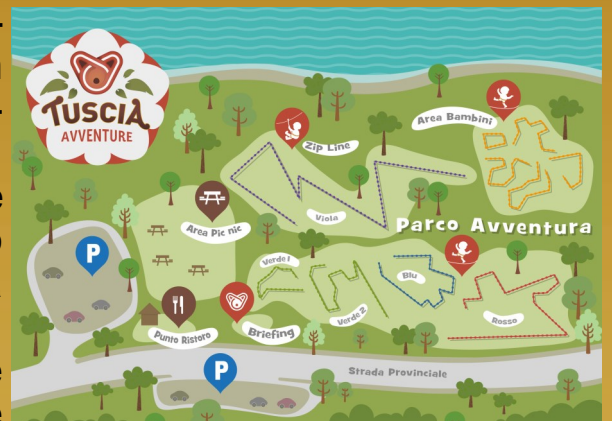 TUSCIA
AVVENTURE
Area Bambini
Zip Line
Viola
Area Pic nic
Parco Avventura
P
Verde 1
Verde 2
Blu
Rosso
Punto Ristoro
Briefing
P
Strada Provinciale